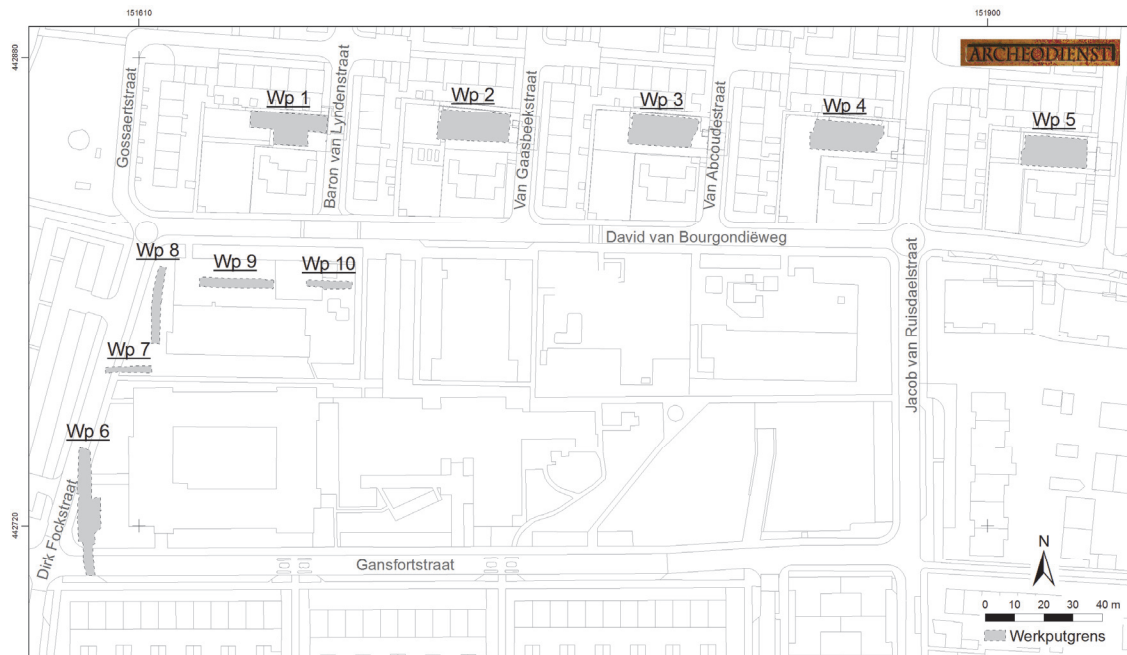 151610
151900
442880
442720
ARCHEODIENST
Wp 1
Wp 2
Wp 3
Wp 4
Wp 5
Gossaertstraat
Baron van Lyndenstraat
Van Gaasbeekstraat
Van Abcoudestraat
David van Bourgondiëweg
Wp 8
Wp 9
Wp 10
Wp 7
Wp 6
Jacob van Ruisdaelstraat
Dirk Fockstraat
Gansfortstraat
N
0 10 20 30 40 m
Werkputgrens